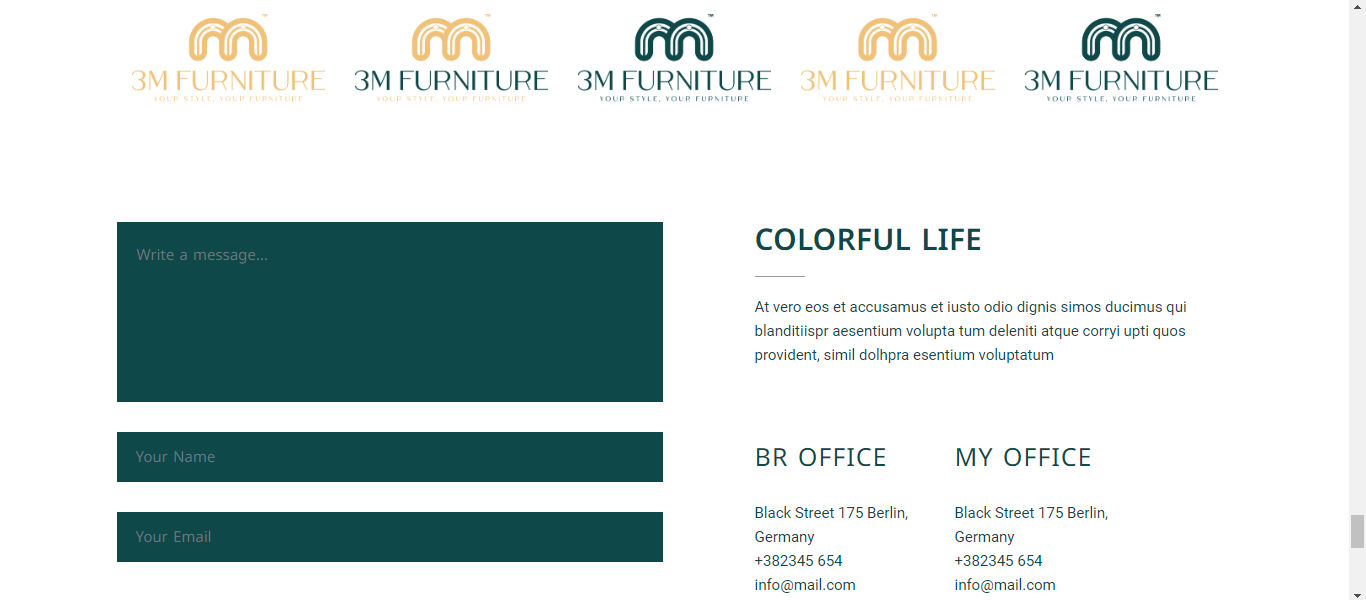 3M FURNITURE
YOUR STYLE, YOUR FURNITURE
3M FURNITURE
YOUR STYLE, YOUR FURNITURE
3M FURNITURE
YOUR STYLE, YOUR FURNITURE
3M FURNITURE
YOUR STYLE, YOUR FURNITURE
3M FURNITURE
YOUR STYLE, YOUR FURNITURE
Write a message...
Your Name
Your Email
COLORFUL LIFE
At vero eos et accusamus et iusto odio dignis simos ducimus qui
blanditiispr aesentium volupta tum deleniti atque corryi upti quos
provident, simil dolhpra esentium voluptatum
BR OFFICE
Black Street 175 Berlin,
Germany
+382345 654
info@mail.com
MY OFFICE
Black Street 175 Berlin,
Germany
+382345 654
info@mail.com